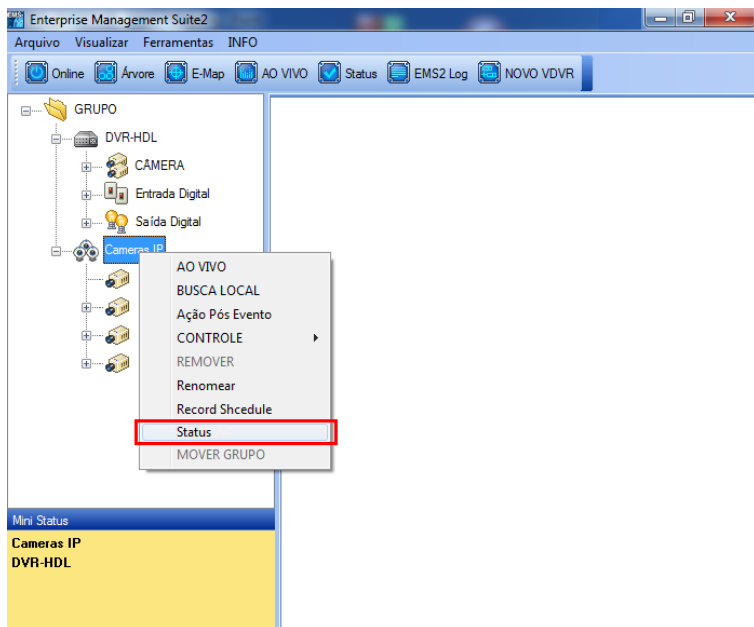 Enterprise Management Suite2
Arquivo Visualizar Ferramentas INFO
Online Árvore E-Map AO VIVO Status EMS2 Log NOVO VDVR
GRUPO
DVR-HDL
CÂMERA
Entrada Digital
Saída Digital
Cameras IP
AO VIVO
BUSCA LOCAL
Ação Pós Evento
CONTROLE
REMOVER
Renomear
Record Shcedule
Status
MOVER GRUPO
Mini Status
Cameras IP
DVR-HDL